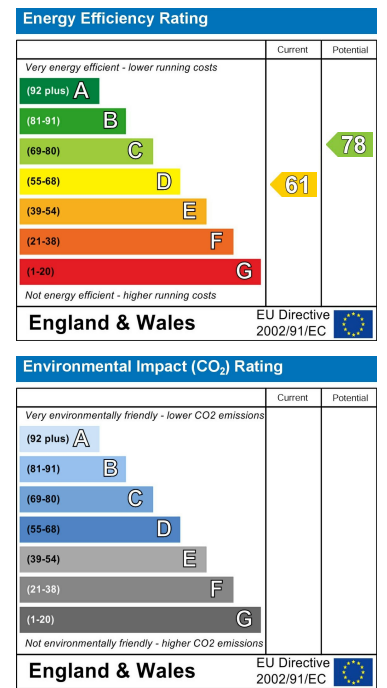 Energy Efficiency Rating
Current Potential
Very energy efficient - lower running costs
(92 plus) A
(81-91) B
(69-80) C
78
(55-68) D
61
(39-54) E
(21-38) F
(1-20) G
Not energy efficient - higher running costs
England & Wales
EU Directive
2002/91/EC
Environmental Impact (CO₂) Rating
Current Potential
Very environmentally friendly - lower CO2 emissions
(92 plus) A
(81-91) B
(69-80) C
(55-68) D
(39-54) E
(21-38) F
(1-20) G
Not environmentally friendly - higher CO2 emissions
England & Wales
EU Directive
2002/91/EC